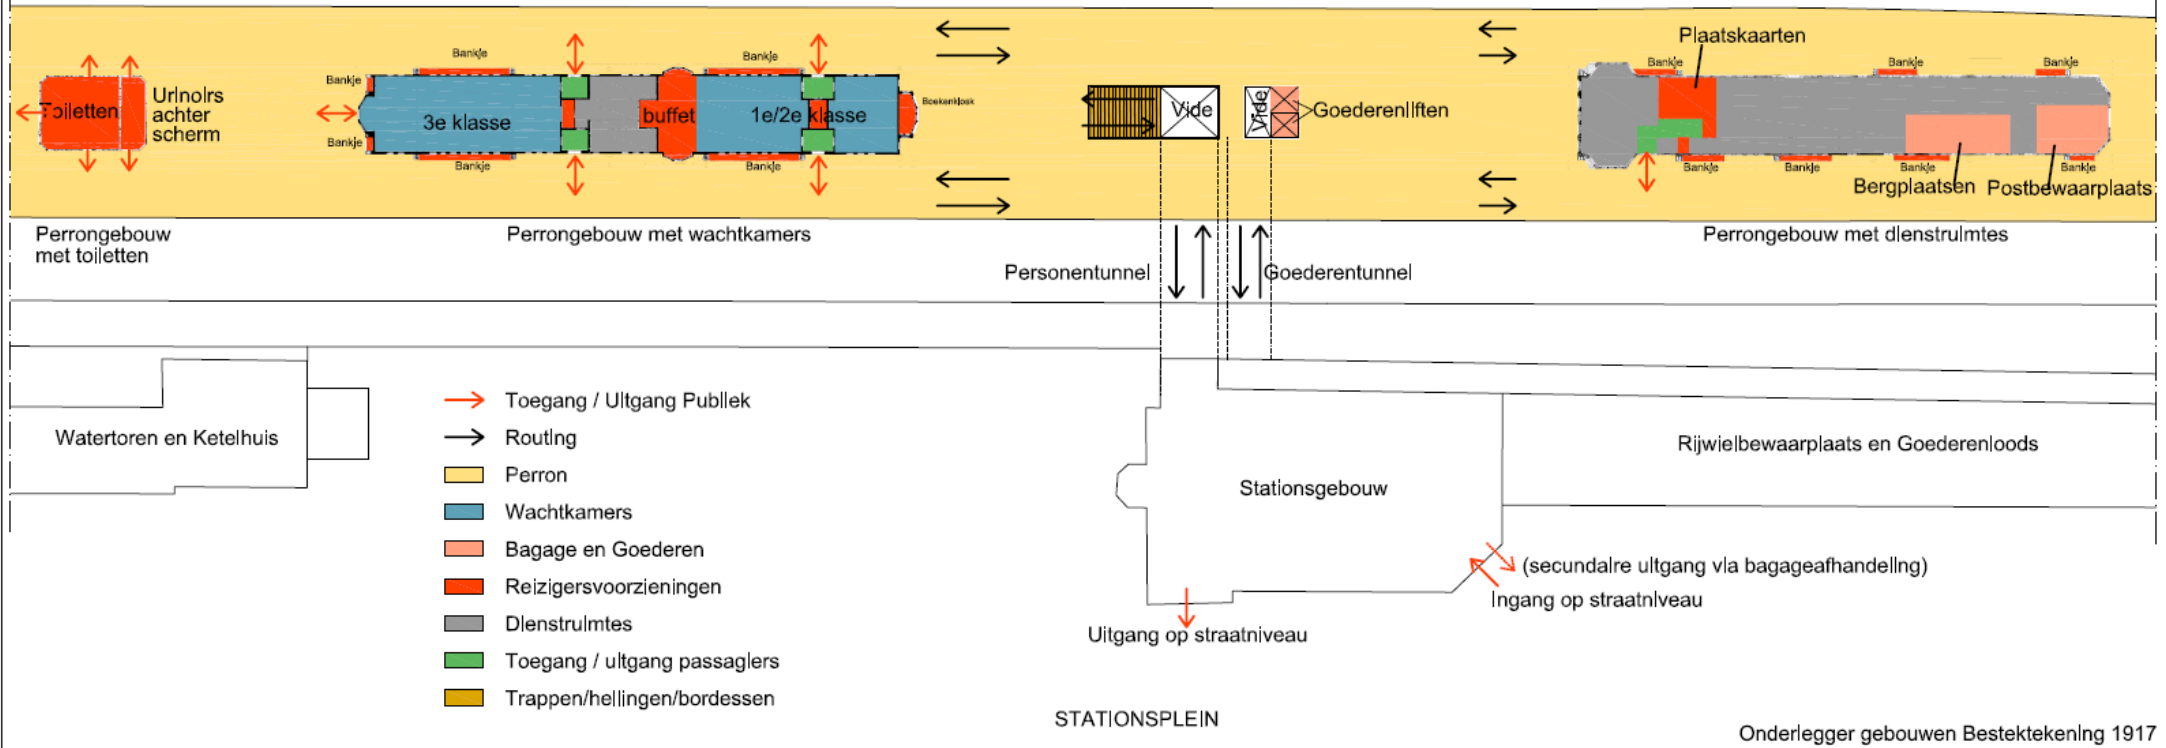 Plaatskaarten
Bankje
Bankje
Bankje
Bankje
Bankje
Bankje
Toiletten
Urinoirs
achter
scherm
3e klasse
buffet
1e/2e klasse
Boekenkiosk
Vide
Vide
Goederenliften
Bankje
Bankje
Bankje
Bankje
Bankje
Bankje
Bankje
Bergplaatsen
Postbewaarplaats
Perrongebouw
met toiletten
Perrongebouw met wachtkamers
Perrongebouw met dienstruimtes
Personentunnel
Goederentunnel
Toegang / Uitgang Publiek
Routing
Perron
Wachtkamers
Bagage en Goederen
Reizigersvoorzieningen
Dienstruimtes
Toegang / uitgang passagiers
Trappen/hellingen/bordessen
Watertoren en Ketelhuis
Stationsgebouw
Rijwielbewaarplaats en Goederenloods
(secundaire uitgang via bagageafhandeling)
Ingang op straatniveau
Uitgang op straatniveau
STATIONSPLEIN
Onderlegger gebouwen Bestektekening 1917